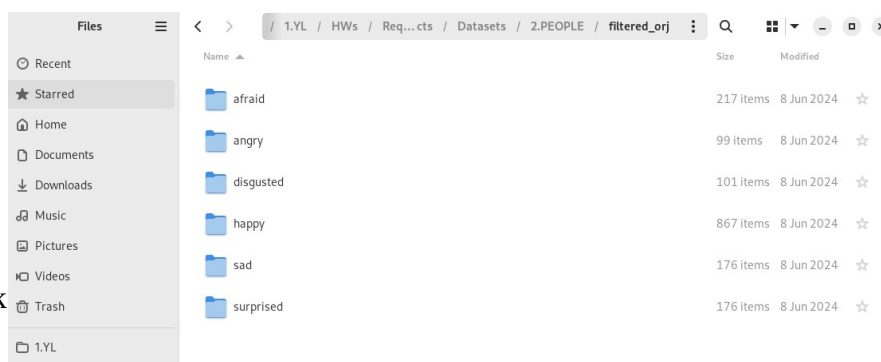 Files
/ 1.YL / HWs / Req...cts / Datasets / 2.PEOPLE / filtered_orj
Name Size Modified
Recent
Starred
Home
Documents
Downloads
Music
Pictures
Videos
Trash
1.YL
afraid 217 items 8 Jun 2024
angry 99 items 8 Jun 2024
disgusted 101 items 8 Jun 2024
happy 867 items 8 Jun 2024
sad 176 items 8 Jun 2024
surprised 176 items 8 Jun 2024